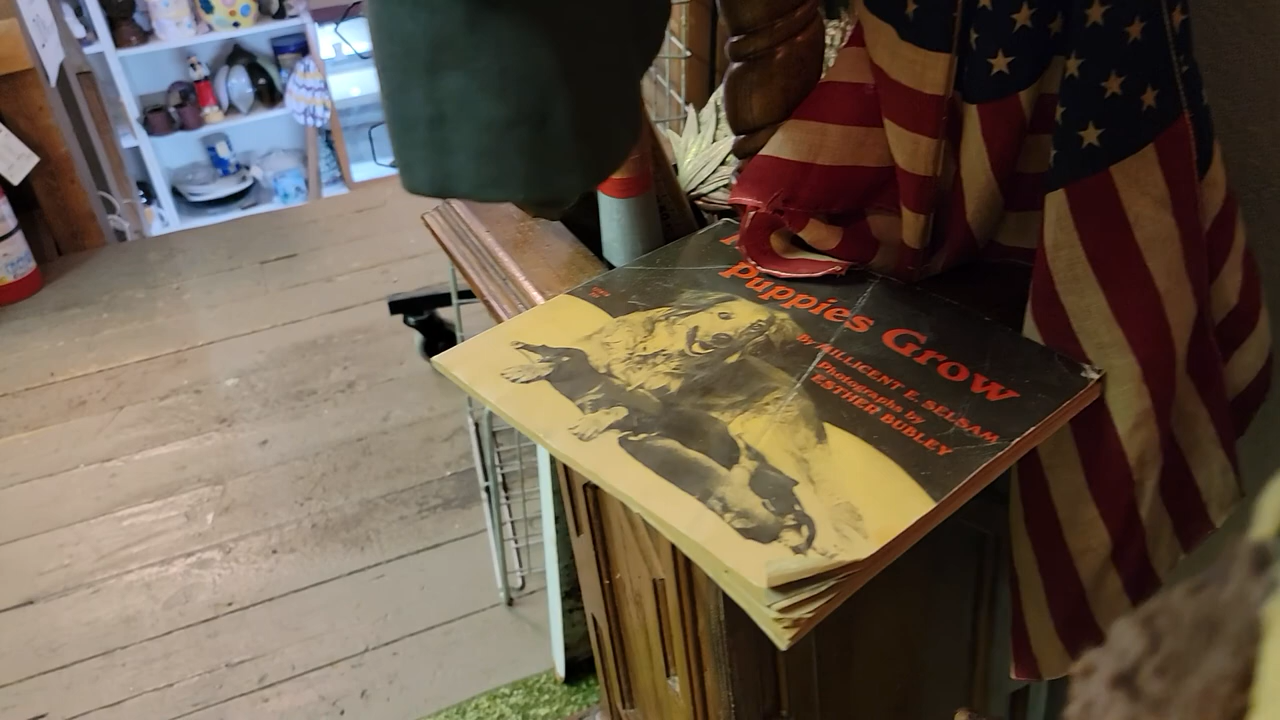 Puppies Grow
By MILLICENT E. SELSAM
Photographs by
ESTHER BUBLEY